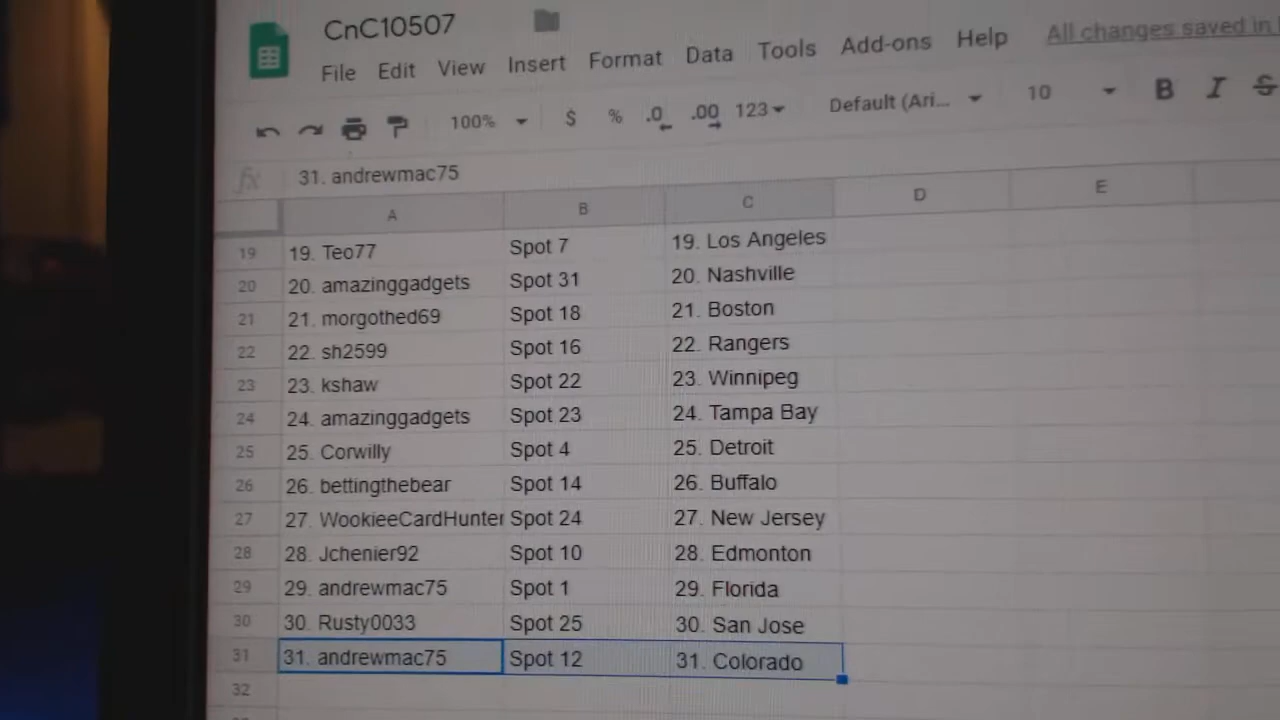 CnC10507
File Edit View Insert Format Data Tools Add-ons Help All changes saved in
100% $ % .0 .00 123 Default (Ari... 10 B I S
fx 31. andrewmac75
A B C D E
19 19. Teo77 Spot 7 19. Los Angeles
20 20. amazinggadgets Spot 31 20. Nashville
21 21. morgothed69 Spot 18 21. Boston
22 22. sh2599 Spot 16 22. Rangers
23 23. kshaw Spot 22 23. Winnipeg
24 24. amazinggadgets Spot 23 24. Tampa Bay
25 25. Corwilly Spot 4 25. Detroit
26 26. bettingthebear Spot 14 26. Buffalo
27 27. WookieeCardHunter Spot 24 27. New Jersey
28 28. Jchenier92 Spot 10 28. Edmonton
29 29. andrewmac75 Spot 1 29. Florida
30 30. Rusty0033 Spot 25 30. San Jose
31 31. andrewmac75 Spot 12 31. Colorado
32